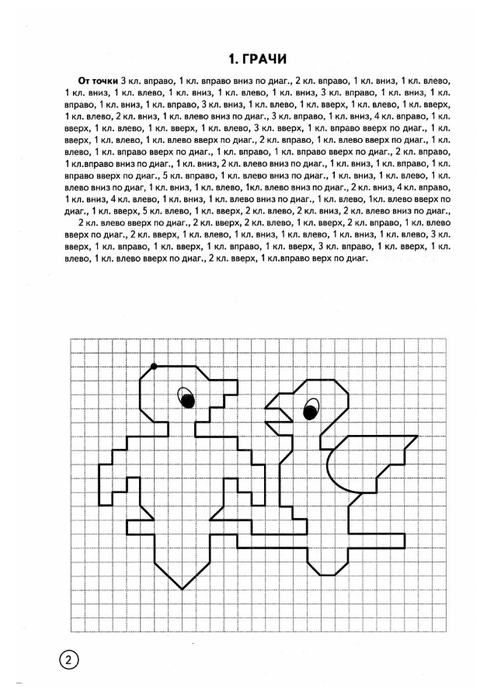 1. ГРАЧИ
От точки 3 кл. вправо, 1 кл. вправо вниз по диаг., 2 кл. вправо, 1 кл. вниз, 1 кл. влево,
1 кл. вниз, 1 кл. влево, 1 кл. вниз, 1 кл. влево, 1 кл. вниз, 3 кл. вправо, 1 кл. вниз, 1 кл.
вправо, 1 кл. вниз, 1 кл. вправо, 3 кл. вниз, 1 кл. влево, 1 кл. вверх, 1 кл. влево, 1 кл. вверх,
1 кл. влево, 2 кл. вниз, 1 кл. влево вниз по диаг., 3 кл. вправо, 1 кл. вниз, 4 кл. вправо, 1 кл.
вверх, 1 кл. влево, 1 кл. вверх, 1 кл. влево, 3 кл. вверх, 1 кл. вправо вверх по диаг., 1 кл.
вверх, 1 кл. влево, 1 кл. влево вверх по диаг., 2 кл. вправо, 1 кл. влево вверх по диаг., 1 кл.
влево, 1 кл. вправо вверх по диаг., 1 кл. вправо, 1 кл. вправо вверх по диаг., 2 кл. вправо,
1 кл.вправо вниз по диаг., 1 кл. вниз, 2 кл. влево вниз по диаг., 1 кл. вниз, 1 кл. вправо, 1 кл.
вправо вверх по диаг., 5 кл. вправо, 1 кл. влево вниз по диаг., 1 кл. вниз, 1 кл. влево, 1 кл.
влево вниз по диаг, 1 кл. вниз, 1 кл. влево, 1кл. влево вниз по диаг., 2 кл. вниз, 4 кл. вправо,
1 кл. вниз, 4 кл. влево, 1 кл. вниз, 1 кл. влево вниз по диаг., 1 кл. влево, 1кл. влево вверх по
диаг., 1 кл. вверх, 5 кл. влево, 1 кл. вверх, 2 кл. влево, 2 кл. вниз, 2 кл. влево вниз по диаг.,
2 кл. влево вверх по диаг., 2 кл. вверх, 2 кл. влево, 1 кл. вверх, 2 кл. вправо, 1 кл. влево
вверх по диаг., 2 кл. вверх, 1 кл. влево, 1 кл. вниз, 1 кл. влево, 1 кл. вниз, 1 кл. влево, 3 кл.
вверх, 1 кл. вправо, 1 кл. вверх, 1 кл. вправо, 1 кл. вверх, 3 кл. вправо, 1 кл. вверх, 1 кл.
влево, 1 кл. влево вверх по диаг., 2 кл. вверх, 1 кл.вправо верх по диаг.
2